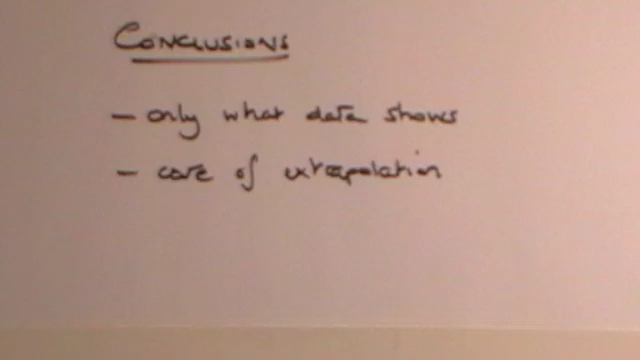 CONCLUSIONS
- only what data shows
- care of extrapolation